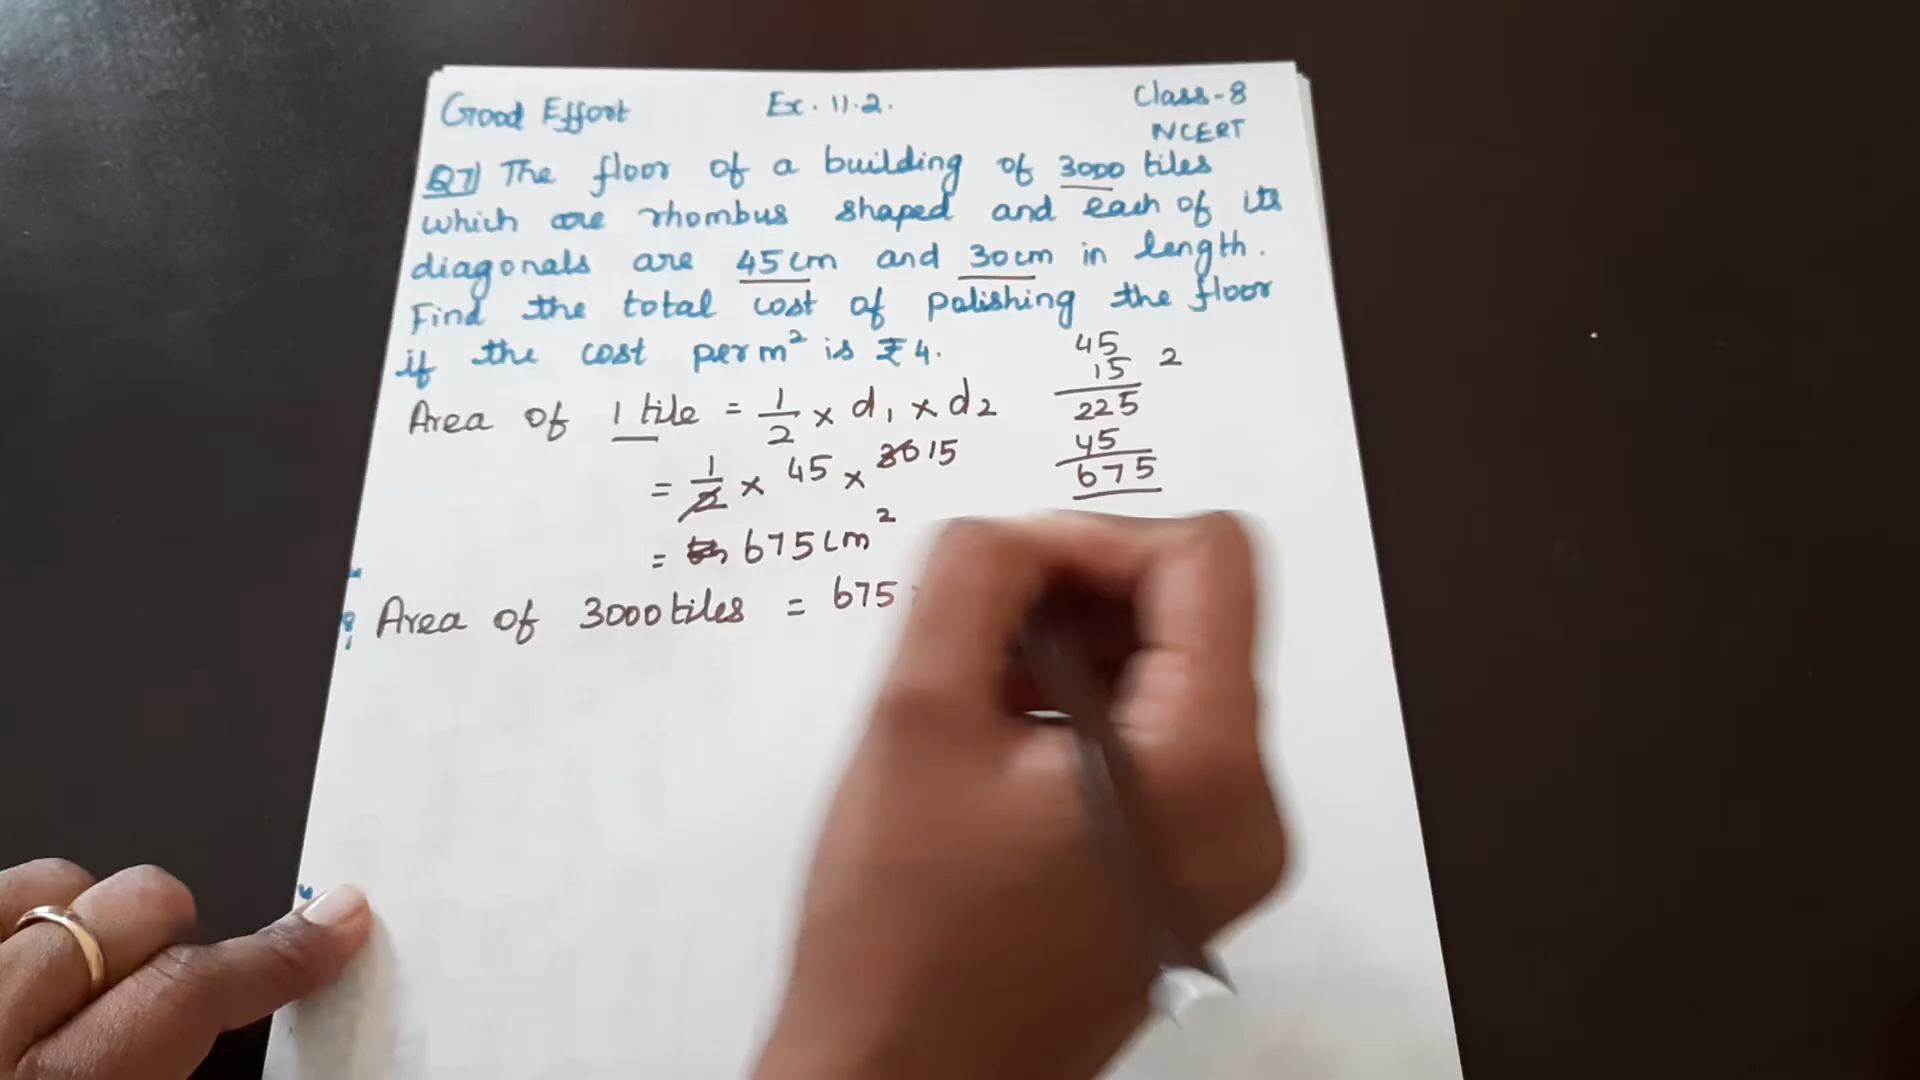 Good Effort Ex. 11.2. Class-8
NCERT
Q7) The floor of a building of 3000 tiles
which are rhombus shaped and each of its
diagonals are 45cm and 30cm in length.
Find the total cost of polishing the floor
if the cost per m² is ₹4.
45
15 2
225
45
675
Area of 1 tile = 1/2 × d₁ × d₂
= 1/2 × 45 × 30 15
= 675cm²
Area of 3000 tiles = 675